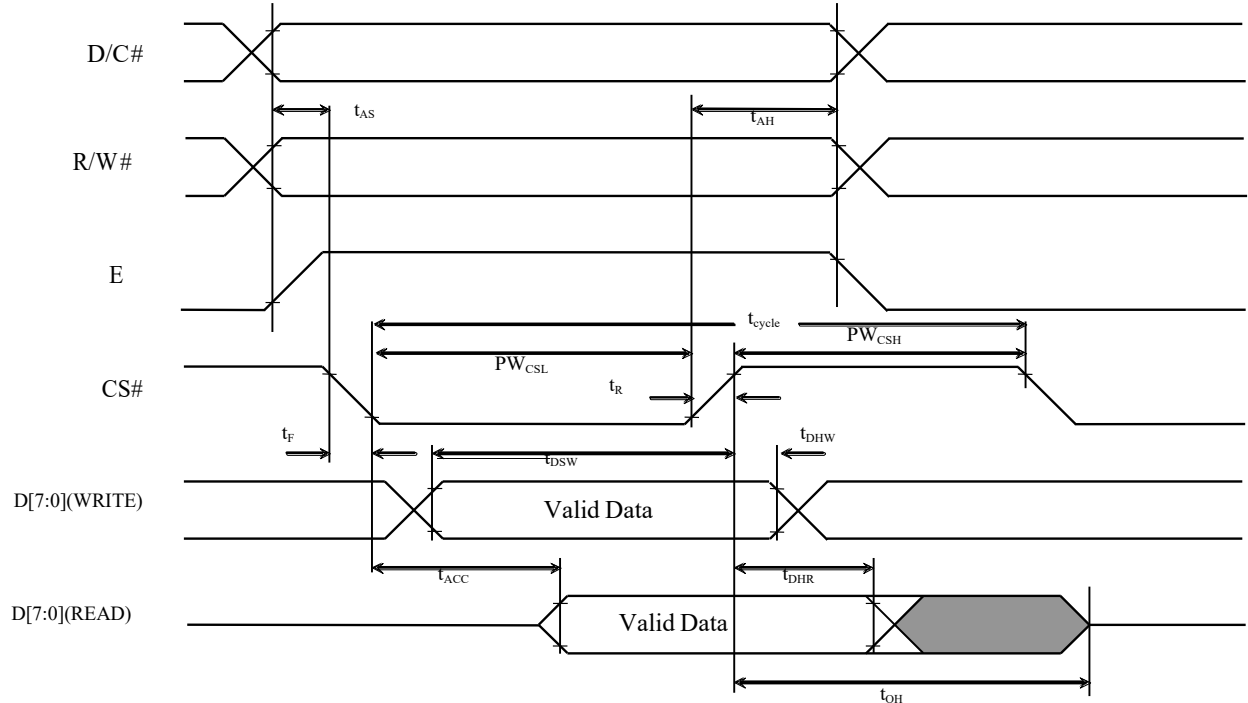 D/C#
tAS
tAH
R/W#
E
tcycle
PWCSL
PWCSH
CS#
tR
tF
tDSW
tDHW
D[7:0](WRITE)
Valid Data
tACC
tDHR
D[7:0](READ)
Valid Data
tOH